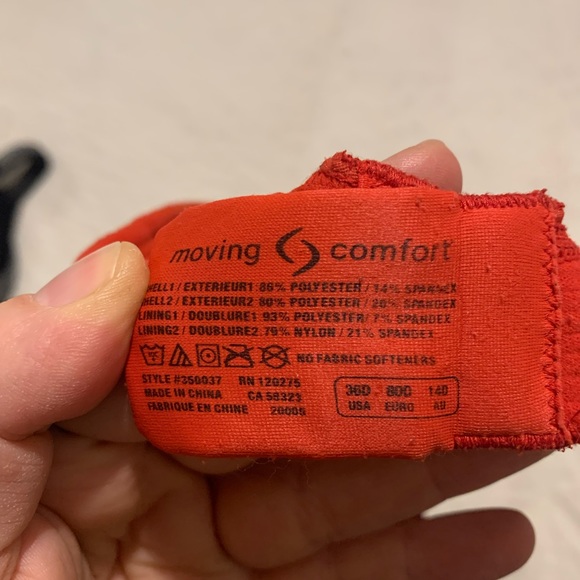 moving comfort
SHELL1 / EXTERIEUR1 86% POLYESTER / 14% SPANDEX
SHELL2 / EXTERIEUR2 80% POLYESTER / 20% SPANDEX
LINING1 / DOUBLURE1 93% POLYESTER / 7% SPANDEX
LINING2 / DOUBLURE2 79% NYLON / 21% SPANDEX
NO FABRIC SOFTENERS
STYLE #350037 RN 120275
MADE IN CHINA CA 58323
FABRIQUE EN CHINE 20005
36D - 80D 14D
USA EURO AU